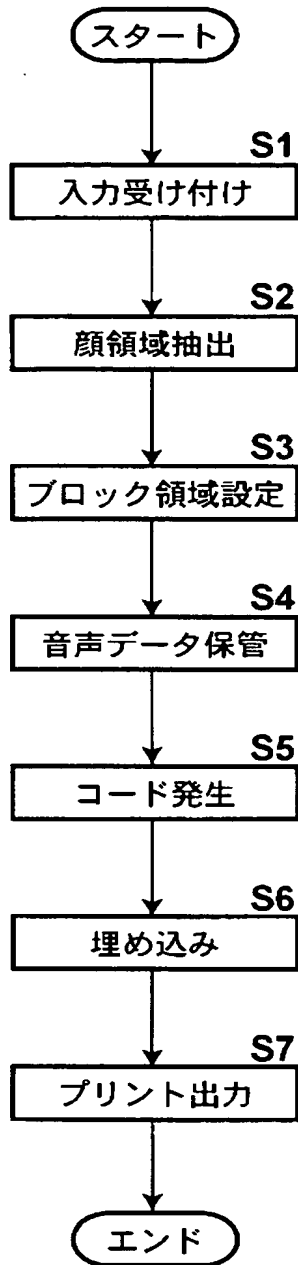 スタート
S1
入力受け付け
S2
顔領域抽出
S3
ブロック領域設定
S4
音声データ保管
S5
コード発生
S6
埋め込み
S7
プリント出力
エンド